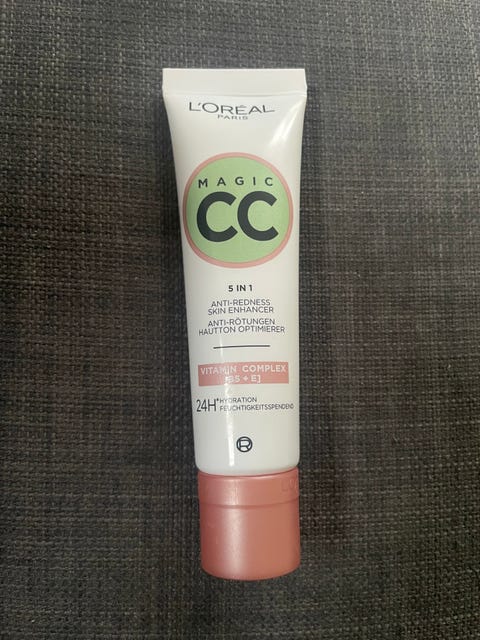 L'ORÉAL
PARIS
MAGIC
CC
5 IN 1
ANTI-REDNESS
SKIN ENHANCER
ANTI-RÖTUNGEN
HAUTTON OPTIMIERER
VITAMIN COMPLEX
[B5 + E]
24H* HYDRATION
FEUCHTIGKEITSSPENDEND
R